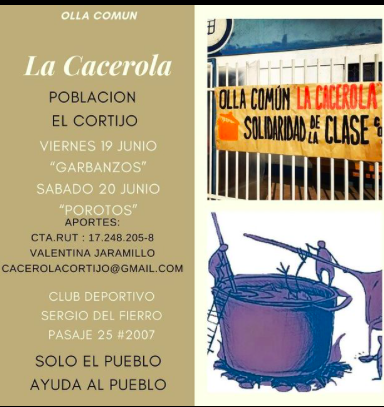 OLLA COMUN
La Cacerola
POBLACION
EL CORTIJO
VIERNES 19 JUNIO
"GARBANZOS"
SABADO 20 JUNIO
"POROTOS"
APORTES:
CTA.RUT : 17.248.205-8
VALENTINA JARAMILLO
CACEROLACORTIJO@GMAIL.COM
CLUB DEPORTIVO
SERGIO DEL FIERRO
PASAJE 25 #2007
SOLO EL PUEBLO
AYUDA AL PUEBLO
OLLA COMÚN LA CACEROLA
SOLIDARIDAD DE LA CLASE